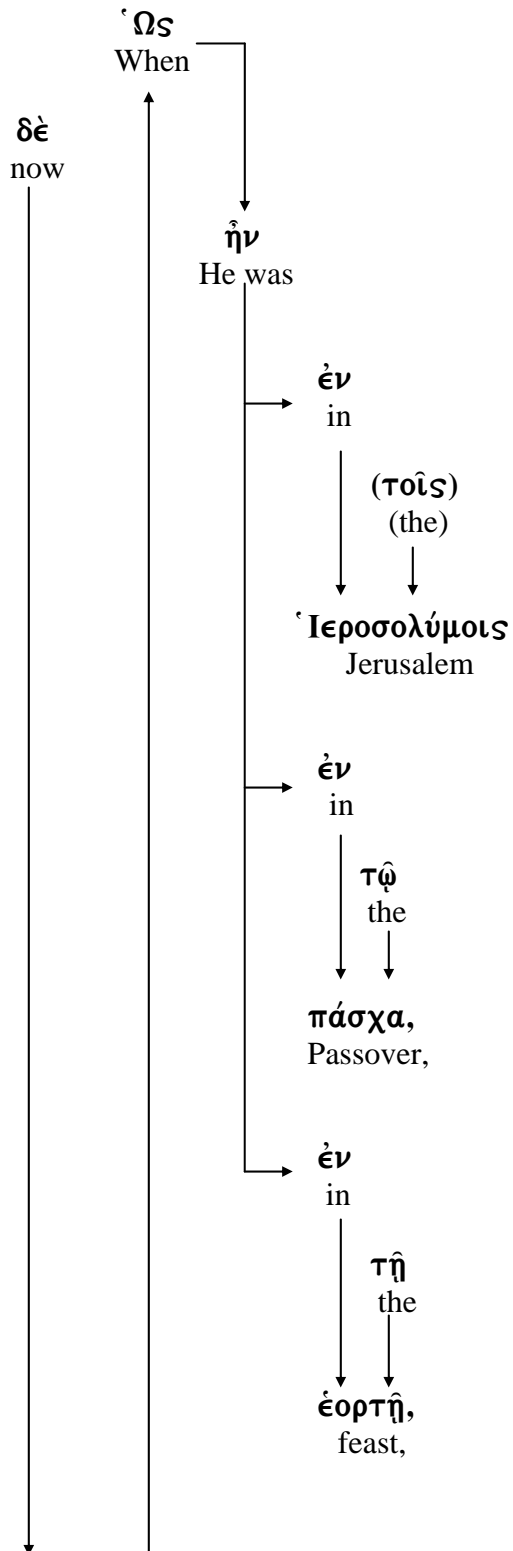 Ὡς
When
δὲ
now
ἦν
He was
ἐν
in
(τοῖς)
(the)
Ἱεροσολύμοις
Jerusalem
ἐν
in
τῷ
the
πάσχα,
Passover,
ἐν
in
τῇ
the
ἑορτῇ,
feast,